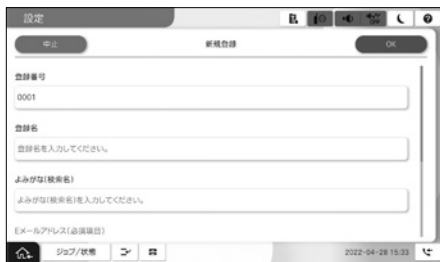 設定
OFF
中止
新規登録
OK
登録番号
0001
登録名
登録名を入力してください。
よみがな(検索名)
よみがな(検索名)を入力してください。
Eメールアドレス(必須項目)
ジョブ/状態
2022-04-28 15:33